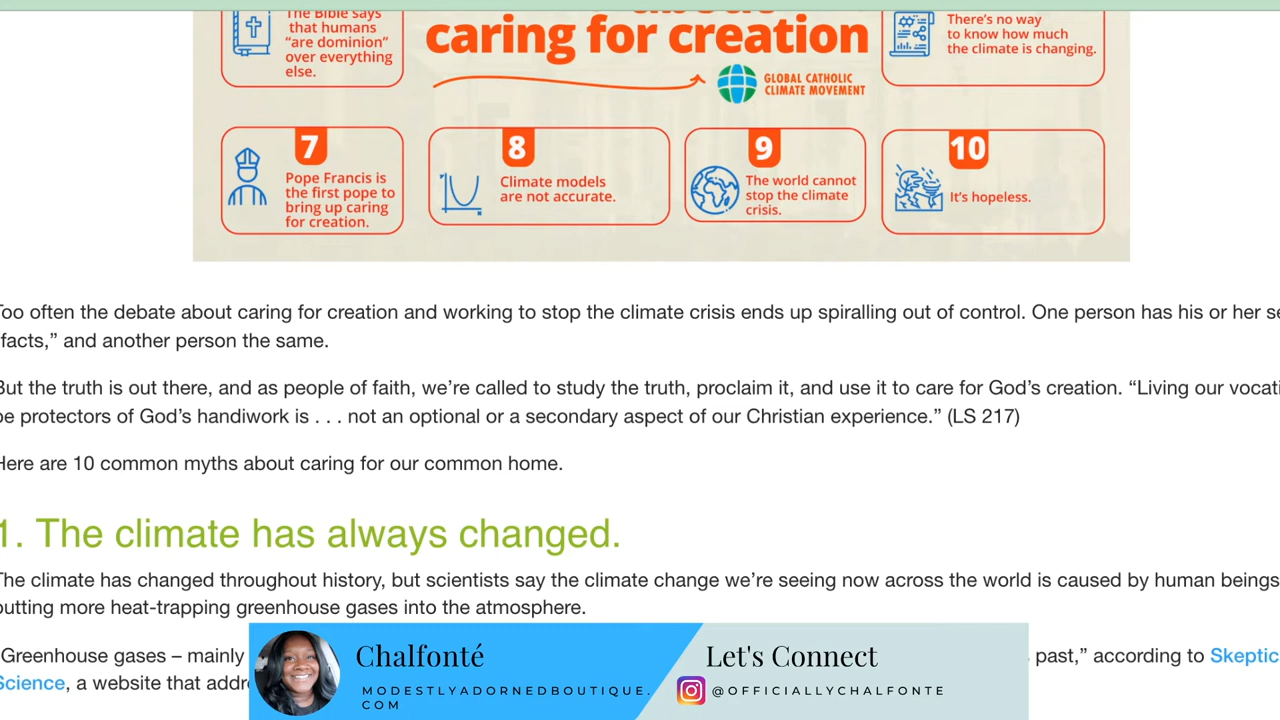 The Bible says
that humans
“are dominion”
over everything
else.
about
caring for creation
GLOBAL CATHOLIC
CLIMATE MOVEMENT
There’s no way
to know how much
the climate is changing.
7
Pope Francis is
the first pope to
bring up caring
for creation.
8
Climate models
are not accurate.
9
The world cannot
stop the climate
crisis.
10
It’s hopeless.
Too often the debate about caring for creation and working to stop the climate crisis ends up spiralling out of control. One person has his or her se
facts,” and another person the same.
But the truth is out there, and as people of faith, we’re called to study the truth, proclaim it, and use it to care for God’s creation. “Living our vocati
be protectors of God’s handiwork is . . . not an optional or a secondary aspect of our Christian experience.” (LS 217)
Here are 10 common myths about caring for our common home.
1. The climate has always changed.
The climate has changed throughout history, but scientists say the climate change we’re seeing now across the world is caused by human beings
putting more heat-trapping greenhouse gases into the atmosphere.
Greenhouse gases – mainly past,” according to Skeptic
Science, a website that addre
Chalfonté
MODESTLYADORNEDBOUTIQUE.
COM
Let's Connect
@OFFICIALLYCHALFONTE